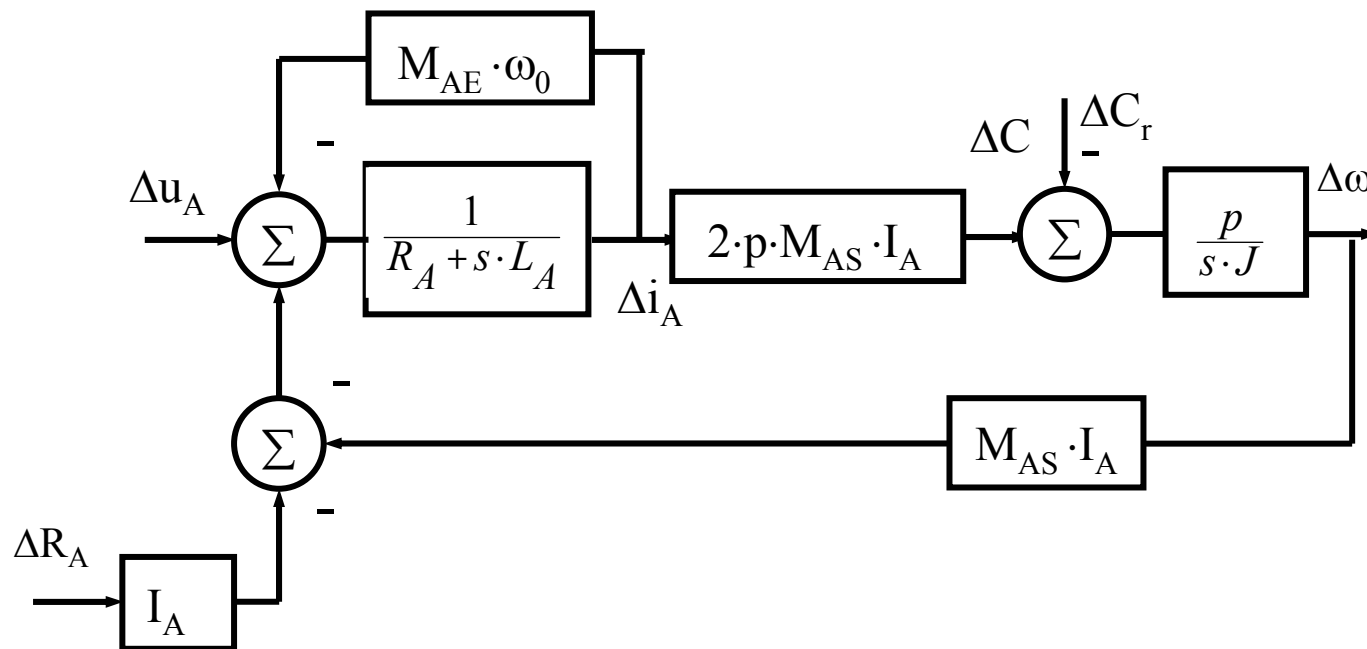 M_AE · ω_0
-
ΔC
ΔC_r
-
Δu_A
Σ
1 / (R_A + s · L_A)
Δi_A
2·p·M_AS·I_A
Σ
p / (s · J)
Δω
-
Σ
M_AS · I_A
-
ΔR_A
I_A